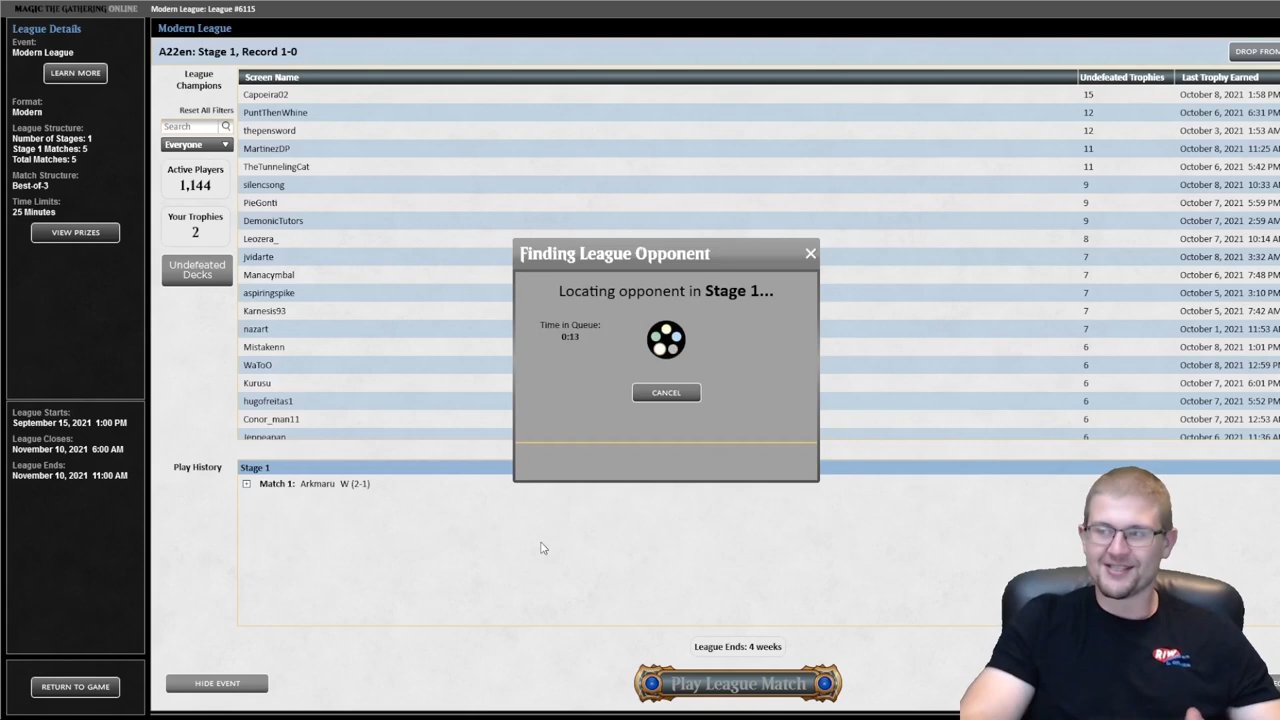 MAGIC THE GATHERING ONLINE
Modern League: League #6115
League Details
Event:
Modern League
LEARN MORE
Format:
Modern
League Structure:
Number of Stages: 1
Stage 1 Matches: 5
Total Matches: 5
Match Structure:
Best-of-3
Time Limits:
25 Minutes
VIEW PRIZES
League Starts:
September 15, 2021 1:00 PM
League Closes:
November 10, 2021 6:00 AM
League Ends:
November 10, 2021 11:00 AM
RETURN TO GAME
Modern League
A22en: Stage 1, Record 1-0
DROP FROM
League
Champions
Reset All Filters
Search
Everyone
Active Players
1,144
Your Trophies
2
Undefeated
Decks
Screen Name Undefeated Trophies Last Trophy Earned
Capoeira02 15 October 8, 2021 1:58 PM
PuntThenWhine 12 October 6, 2021 6:31 PM
thepensword 12 October 3, 2021 1:53 AM
MartinezDP 11 October 8, 2021 11:25 AM
TheTunnelingCat 11 October 6, 2021 5:42 PM
silencsong 9 October 8, 2021 10:33 AM
PieGonti 9 October 7, 2021 5:59 PM
DemonicTutors 9 October 7, 2021 2:59 AM
Leozera_ 8 October 7, 2021 10:14 AM
jvidarte 7 October 8, 2021 3:32 AM
Manacymbal 7 October 6, 2021 7:48 PM
aspiringspike 7 October 5, 2021 3:10 PM
Karnesis93 7 October 5, 2021 7:42 AM
nazart 7 October 1, 2021 11:53 AM
Mistakenn 6 October 8, 2021 1:01 PM
WaToO 6 October 8, 2021 12:59 PM
Kurusu 6 October 7, 2021 6:01 PM
hugofreitas1 6 October 7, 2021 5:52 PM
Conor_man11 6 October 7, 2021 12:53 AM
6 October 6, 2021 11:36 AM
Finding League Opponent
Locating opponent in Stage 1...
Time in Queue:
0:13
CANCEL
Play History
Stage 1
Match 1: Arkmaru W (2-1)
League Ends: 4 weeks
HIDE EVENT
Play League Match
RIW